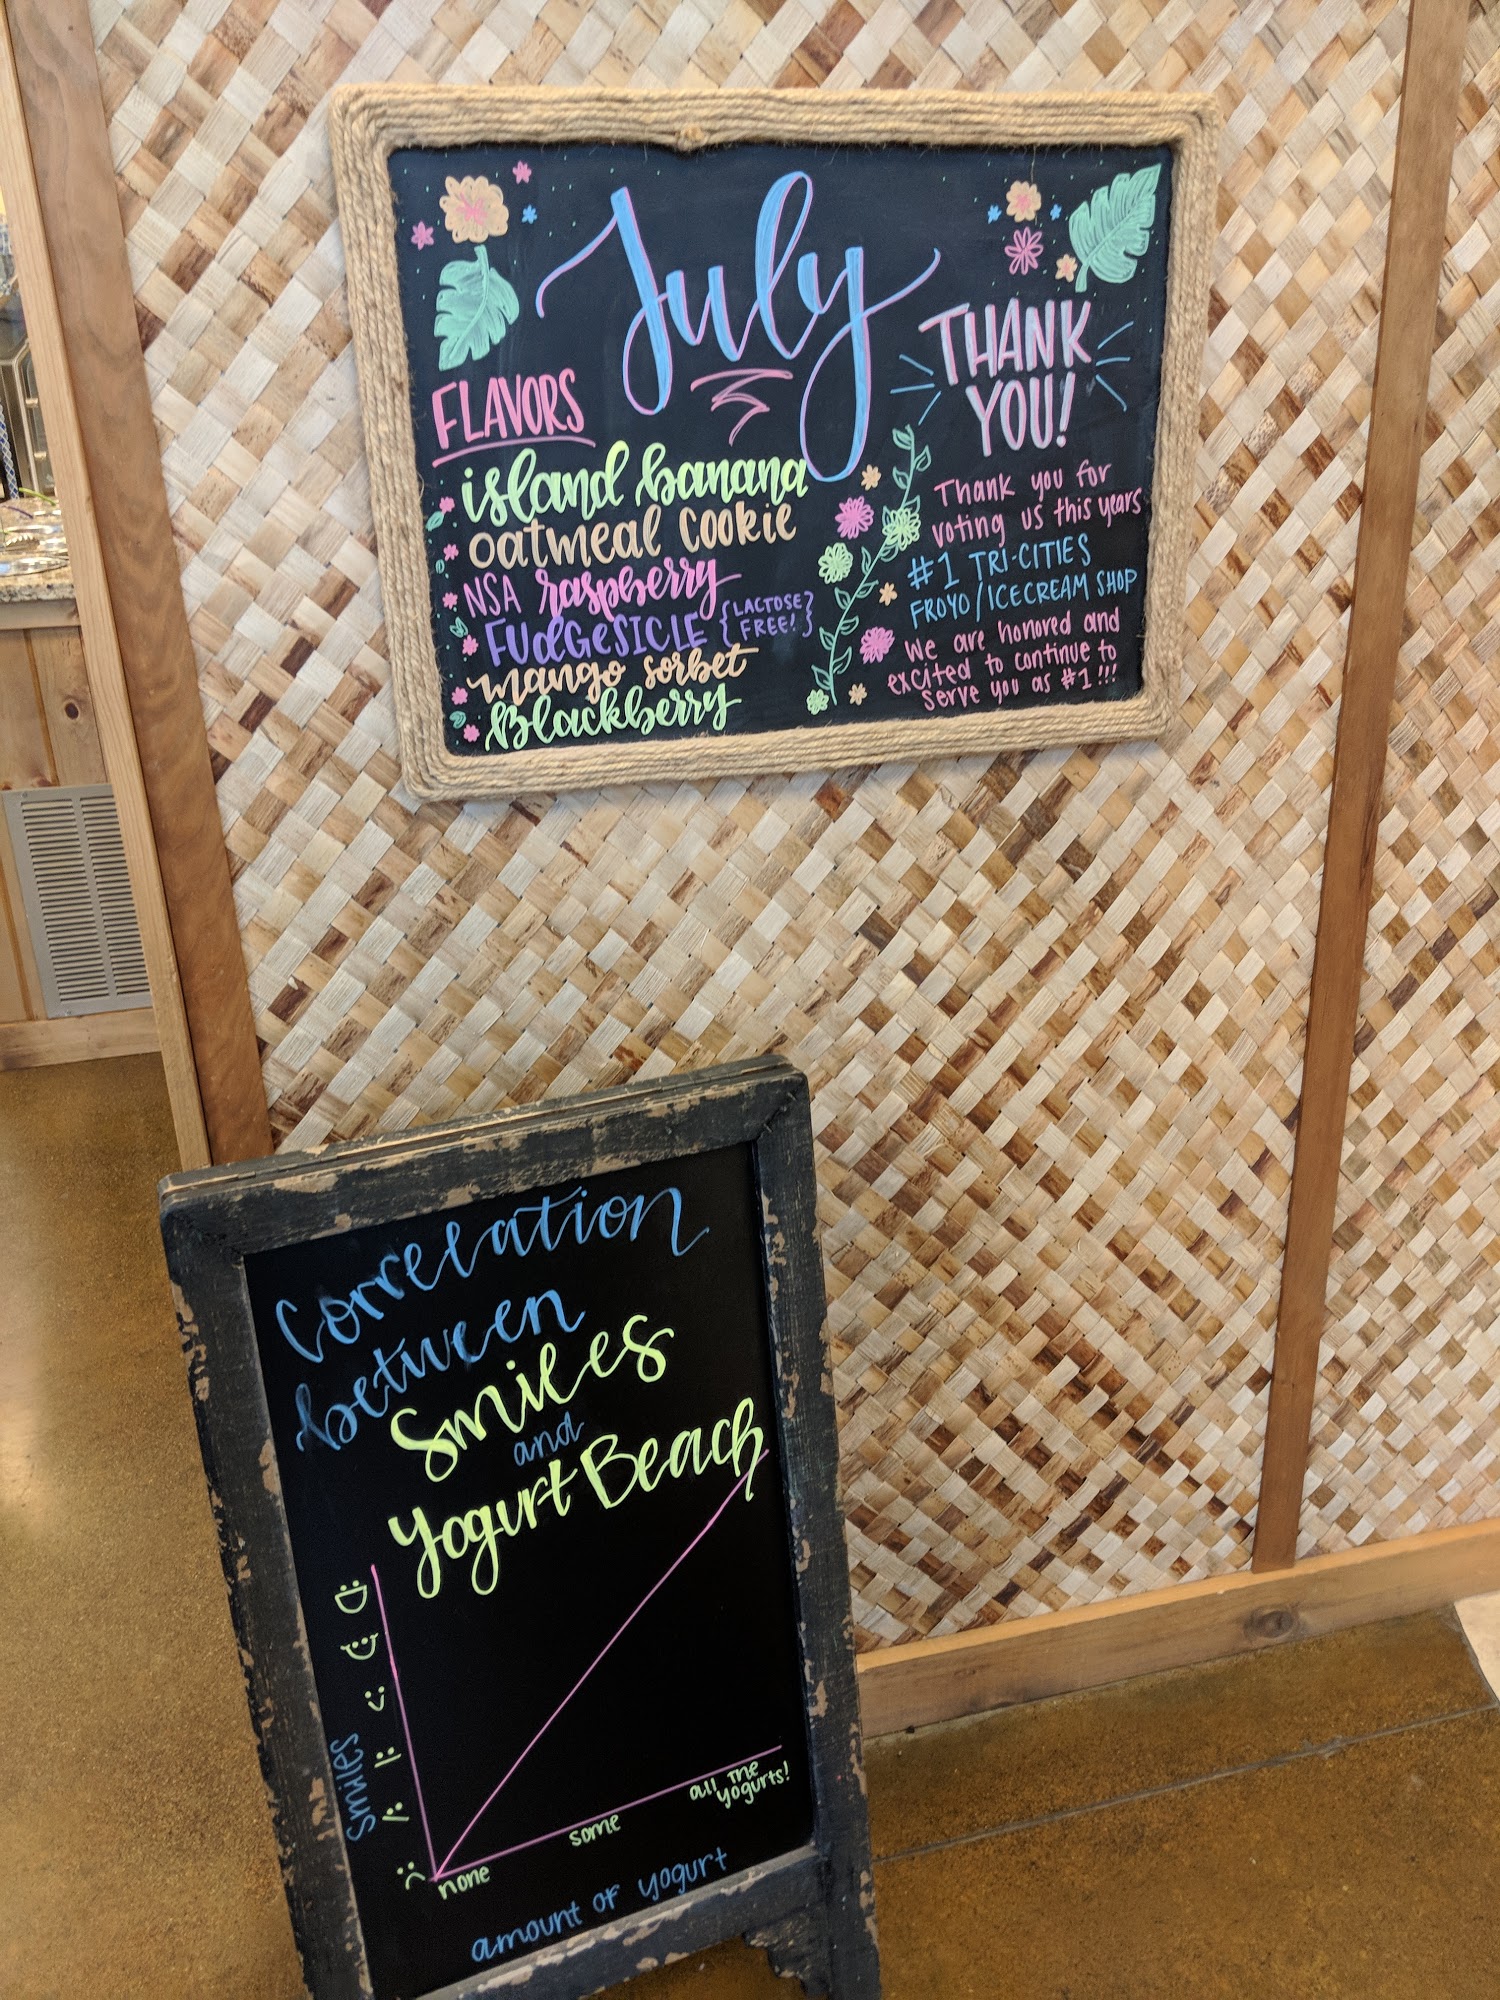 July
FLAVORS
island banana
oatmeal cookie
NSA raspberry
FUDGESICLE {LACTOSE FREE!}
mango sorbet
Blackberry
THANK
YOU!
Thank you for
voting us this years
#1 TRI-CITIES
FROYO/ICECREAM SHOP
We are honored and
excited to continue to
serve you as #1!!!
Correlation
between
Smiles
and
Yogurt Beach
Smiles
:D
:)
:|
:/
:(
none
some
all the
yogurts!
amount of yogurt